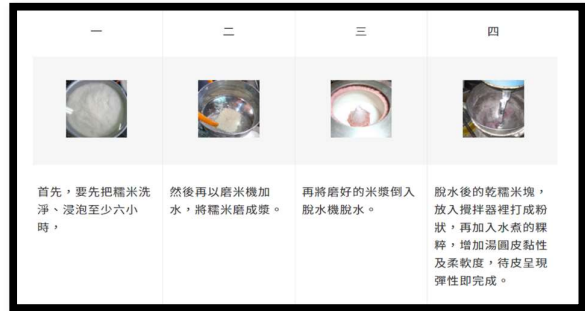 一
二
三
四
首先，要先把糯米洗
淨、浸泡至少六小
時，
然後再以磨米機加
水，將糯米磨成漿。
再將磨好的米漿倒入
脫水機脫水。
脫水後的乾糯米塊，
放入攪拌器裡打成粉
狀，再加入水煮的粿
粹，增加湯圓皮黏性
及柔軟度，待皮呈現
彈性即完成。